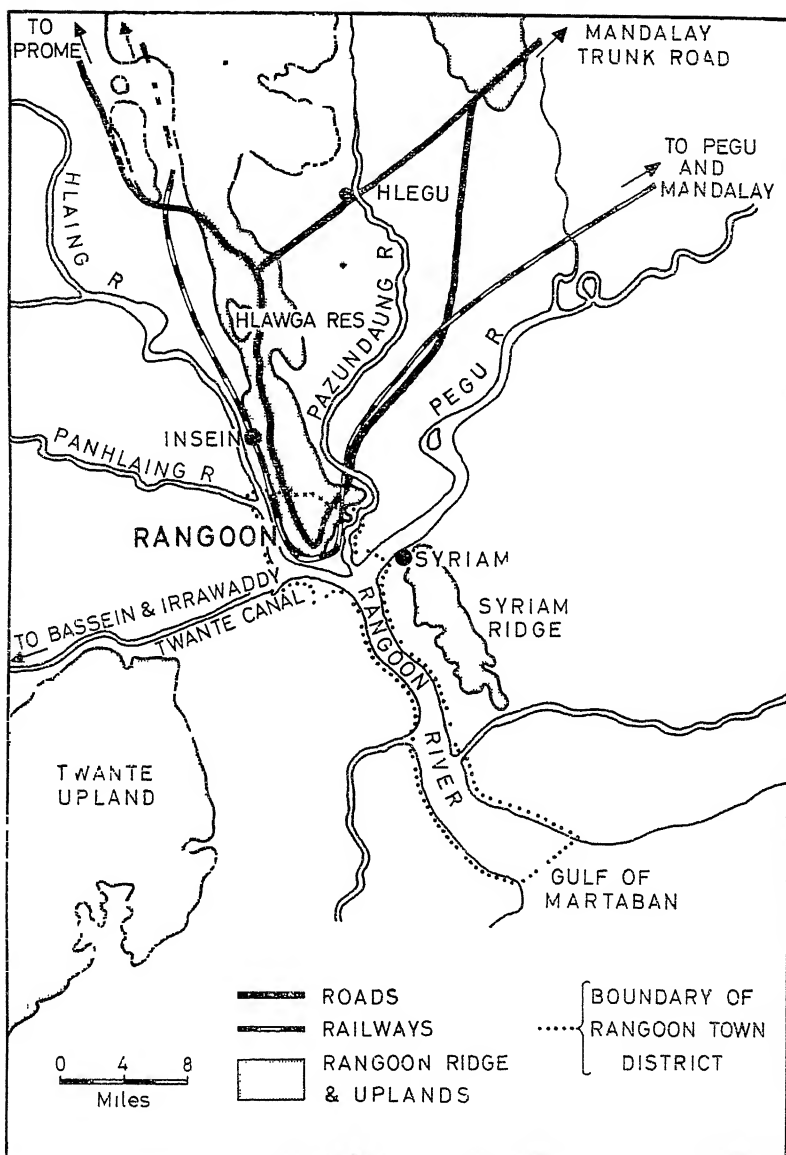 TO
PROME
MANDALAY
TRUNK ROAD
TO PEGU
AND
MANDALAY
HLAING R
HLEGU
HLAWGA RES
PAZUNDAUNG R
PEGU R
INSEIN
PANHLAING R
RANGOON
SYRIAM
SYRIAM
RIDGE
TO BASSEIN & IRRAWADDY
TWANTE CANAL
RANGOON RIVER
TWANTE
UPLAND
GULF OF
MARTABAN
ROADS
RAILWAYS
RANGOON RIDGE
& UPLANDS
BOUNDARY OF
RANGOON TOWN
DISTRICT
0 4 8
Miles